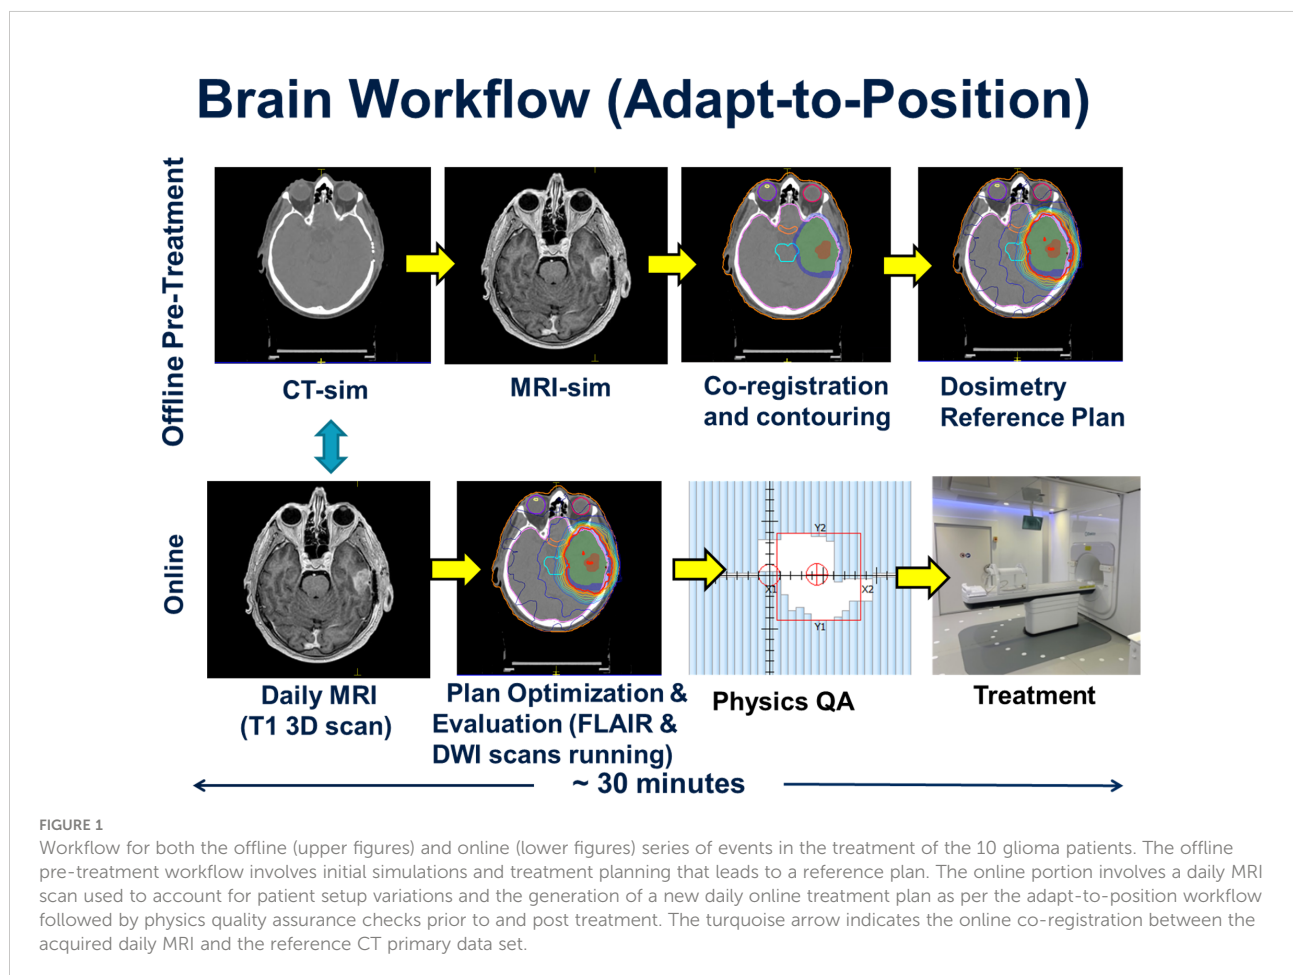 Brain Workflow (Adapt-to-Position)
Offline Pre-Treatment
CT-sim
MRI-sim
Co-registration
and contouring
Dosimetry
Reference Plan
Online
Y2
X1
X2
Y1
Daily MRI
(T1 3D scan)
Plan Optimization &
Evaluation (FLAIR &
DWI scans running)
Physics QA
Treatment
~ 30 minutes
FIGURE 1
Workflow for both the offline (upper figures) and online (lower figures) series of events in the treatment of the 10 glioma patients. The offline
pre-treatment workflow involves initial simulations and treatment planning that leads to a reference plan. The online portion involves a daily MRI
scan used to account for patient setup variations and the generation of a new daily online treatment plan as per the adapt-to-position workflow
followed by physics quality assurance checks prior to and post treatment. The turquoise arrow indicates the online co-registration between the
acquired daily MRI and the reference CT primary data set.